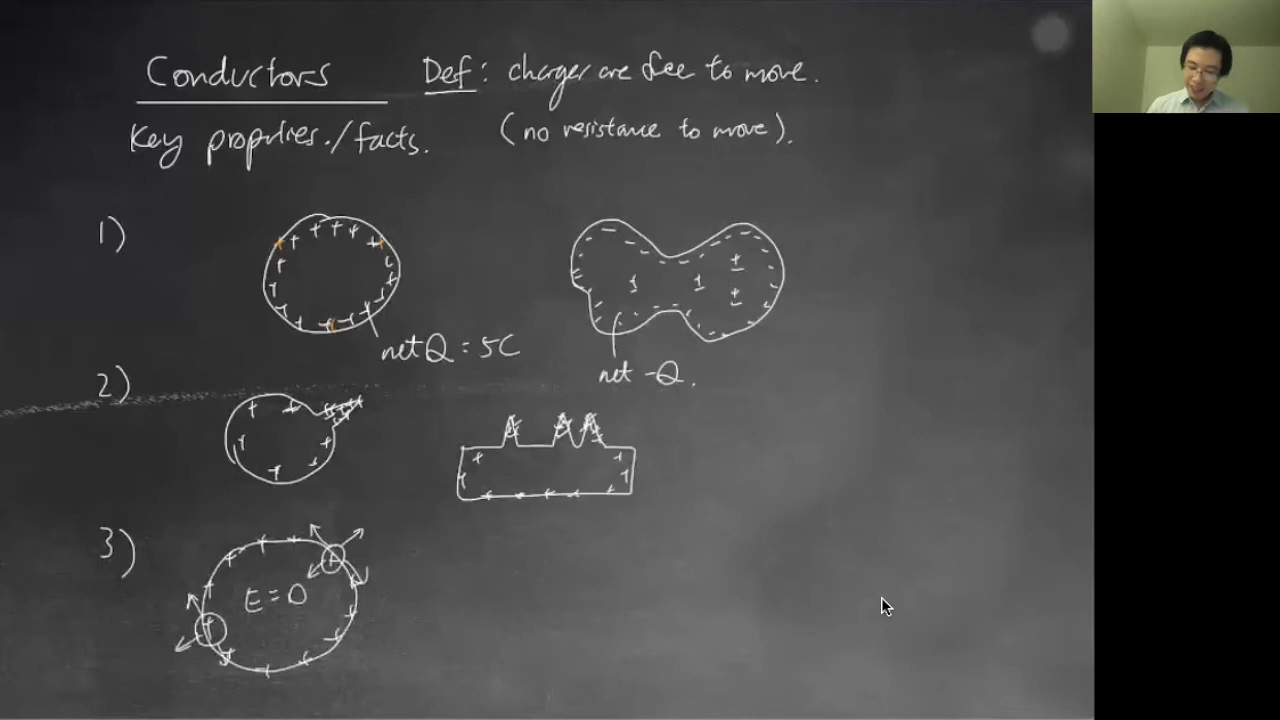 Conductors Def: charges are free to move.
Key propulies./facts. (no resistance to move).
1)
net Q = 5C
net -Q.
2)
3)
E = 0